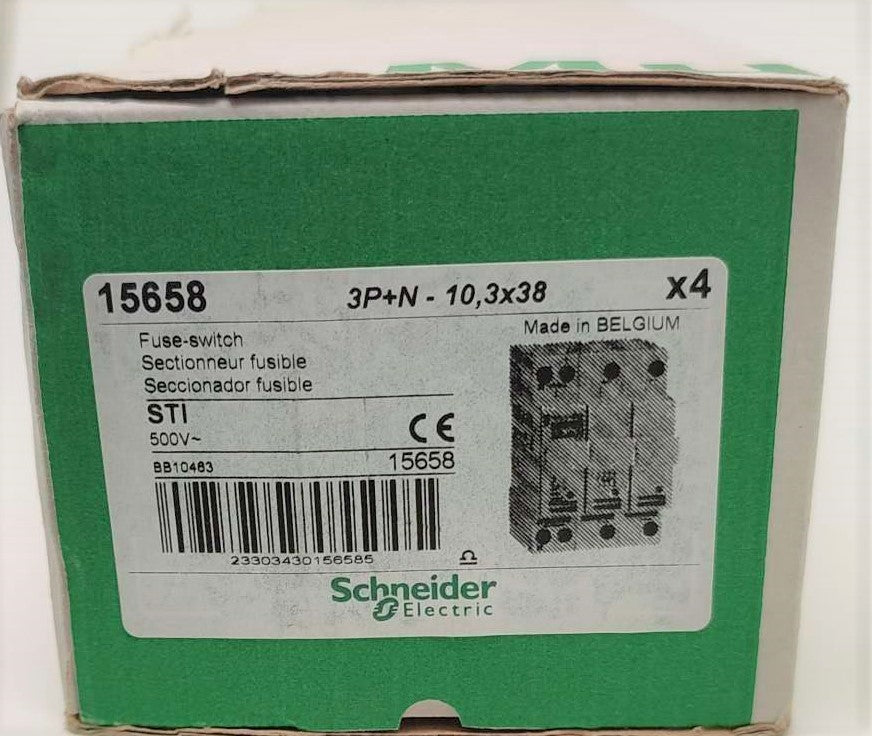 15658 3P+N - 10,3x38 x4
Made in BELGIUM
Fuse-switch
Sectionneur fusible
Seccionador fusible
STI
500V~ CE
BB10463 15658
23303430156585
Schneider
Electric